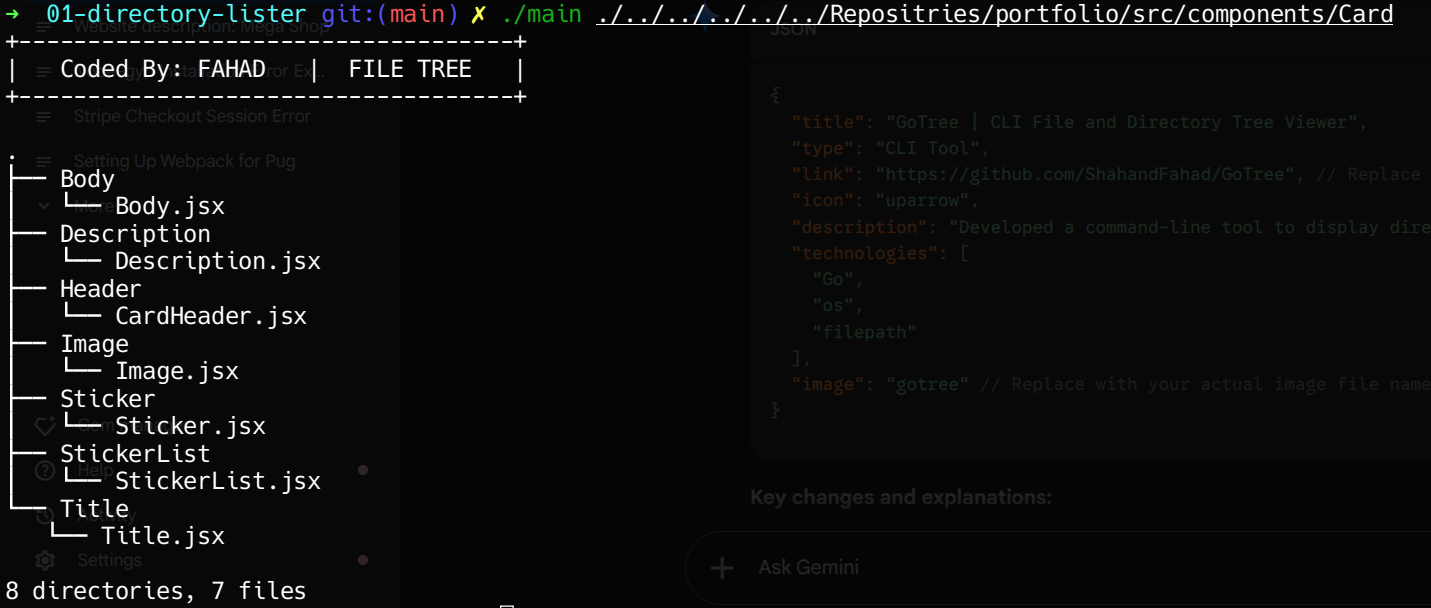 ➜ 01-directory-lister git:(main) ✗ ./main ./../../../../../Repositries/portfolio/src/components/Card
+------------------------------------+
|   Coded By: FAHAD   |  FILE TREE   |
+------------------------------------+
.
├── Body
│   └── Body.jsx
├── Description
│   └── Description.jsx
├── Header
│   └── CardHeader.jsx
├── Image
│   └── Image.jsx
├── Sticker
│   └── Sticker.jsx
├── StickerList
│   └── StickerList.jsx
└── Title
   └── Title.jsx
8 directories, 7 files
Website description: Mega Shop
Stripe Checkout Session Error
Setting Up Webpack for Pug
More
Help
Activity
Settings
JSON
{
"title": "GoTree | CLI File and Directory Tree Viewer",
"type": "CLI Tool",
"link": "https://github.com/ShahandFahad/GoTree", // Replace
"icon": "uparrow",
"description": "Developed a command-line tool to display dire
"technologies": [
"Go",
"os",
"filepath"
],
"image": "gotree" // Replace with your actual image file name
}
Key changes and explanations:
Ask Gemini